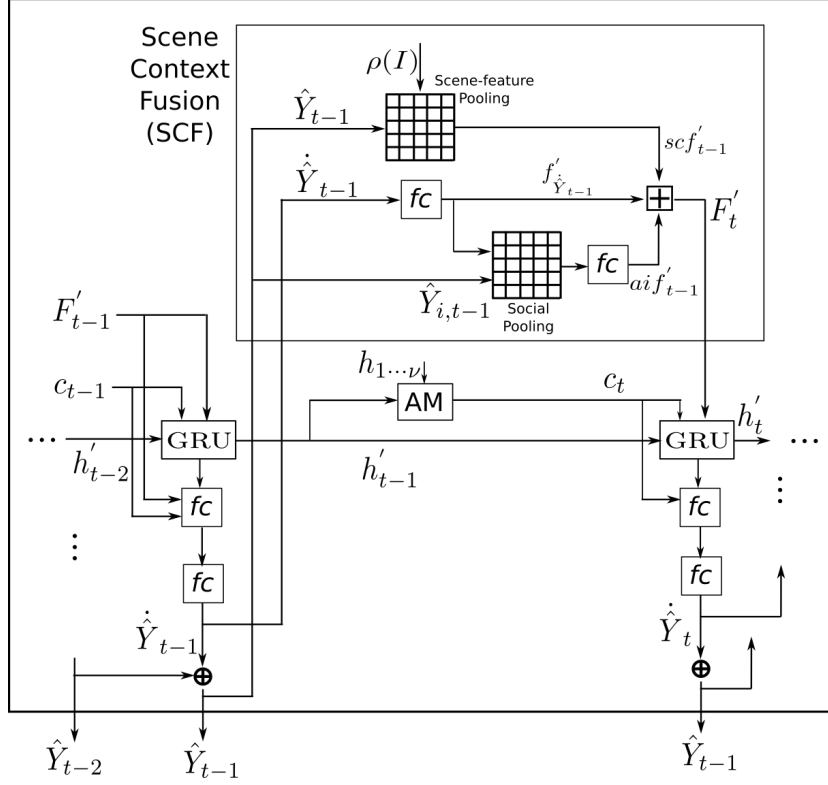 Scene
Context
Fusion
(SCF)
ρ(I)
Scene-feature
Pooling
Ŷ_{t−1}
scf'_{t−1}
\dot{Ŷ}_{t−1}
fc
f'_{\dot{Ŷ}_{t−1}}
+
F'_t
fc
Ŷ_{i,t−1}
aif'_{t−1}
Social
Pooling
F'_{t−1}
c_{t−1}
h_{1···ν}
AM
c_t
···
h'_{t−2}
GRU
h'_{t−1}
GRU
h'_t
···
fc
fc
⋮
⋮
fc
fc
\dot{Ŷ}_{t−1}
\dot{Ŷ}_t
⊕
⊕
Ŷ_{t−2}
Ŷ_{t−1}
Ŷ_{t−1}